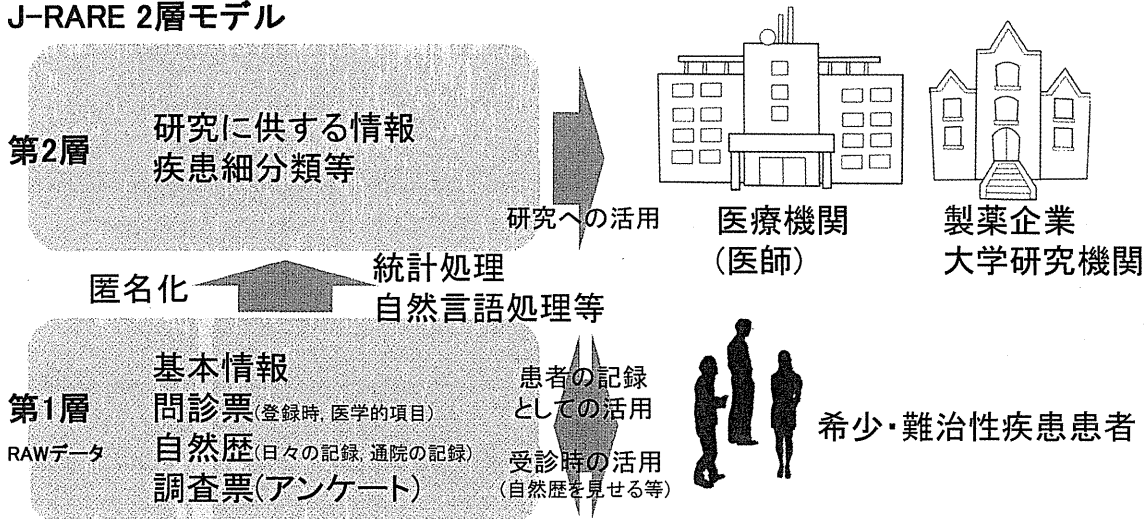 J-RARE 2層モデル
第2層
研究に供する情報
疾患細分類等
研究への活用
医療機関
(医師)
製薬企業
大学研究機関
匿名化
統計処理
自然言語処理等
第1層
RAWデータ
基本情報
問診票(登録時, 医学的項目)
自然歴(日々の記録, 通院の記録)
調査票(アンケート)
患者の記録
としての活用
受診時の活用
(自然歴を見せる等)
希少・難治性疾患患者